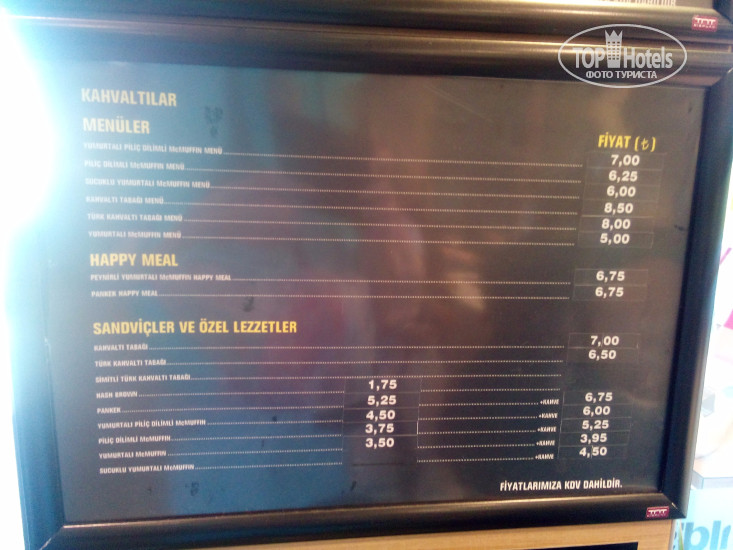 TOP Hotels
ФОТО ТУРИСТА
KAHVALTILAR
MENÜLER FİYAT (₺)
YUMURTALI PİLİÇ DİLİMLİ McMUFFIN MENÜ 7,00
PİLİÇ DİLİMLİ McMUFFIN MENÜ 6,25
SUCUKLU YUMURTALI McMUFFIN MENÜ 6,00
KAHVALTI TABAĞI MENÜ 8,50
TÜRK KAHVALTI TABAĞI MENÜ 8,00
YUMURTALI McMUFFIN MENÜ 5,00
HAPPY MEAL
PEYNİRLİ YUMURTALI McMUFFIN HAPPY MEAL 6,75
PANKEK HAPPY MEAL 6,75
SANDVİÇLER VE ÖZEL LEZZETLER
KAHVALTI TABAĞI 7,00
TÜRK KAHVALTI TABAĞI 6,50
SİMİTLİ TÜRK KAHVALTI TABAĞI
HASH BROWN 1,75
PANKEK 5,25 +KAHVE 6,75
YUMURTALI PİLİÇ DİLİMLİ McMUFFIN 4,50 +KAHVE 6,00
PİLİÇ DİLİMLİ McMUFFIN 3,75 +KAHVE 5,25
YUMURTALI McMUFFIN 3,50 +KAHVE 3,95
SUCUKLU YUMURTALI McMUFFIN +KAHVE 4,50
FİYATLARIMIZA KDV DAHİLDİR.